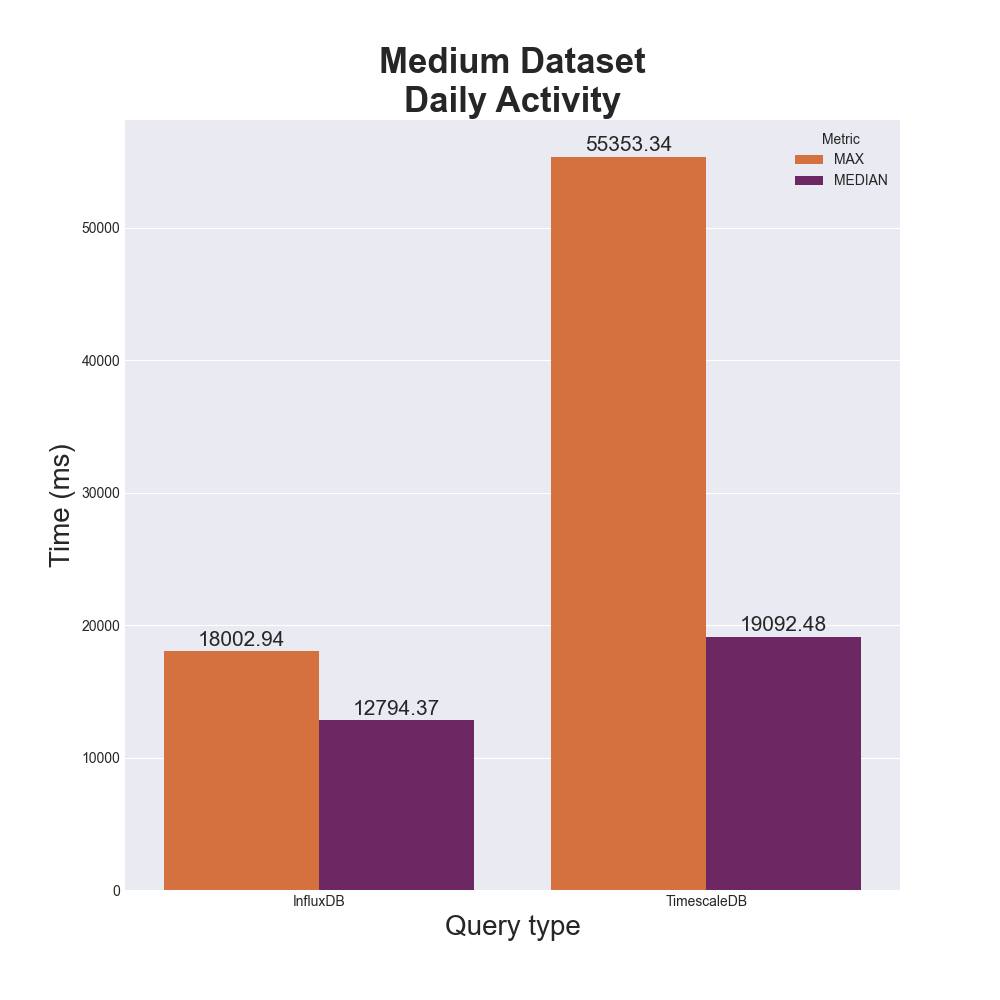 Medium Dataset
Daily Activity
55353.34
Metric
MAX
MEDIAN
50000
40000
30000
20000
10000
0
Time (ms)
18002.94
12794.37
19092.48
InfluxDB
TimescaleDB
Query type